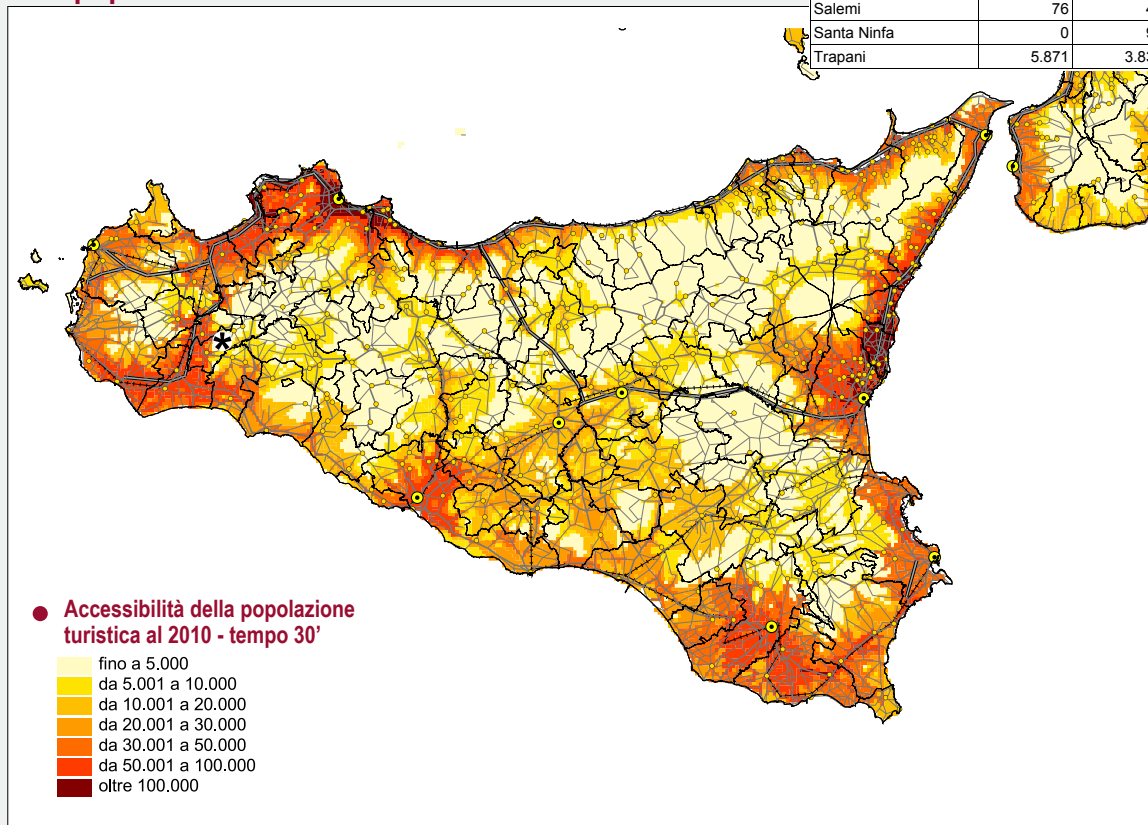 Salemi 76
Santa Ninfa 0
Trapani 5.871
*
Accessibilità della popolazione
turistica al 2010 - tempo 30’
fino a 5.000
da 5.001 a 10.000
da 10.001 a 20.000
da 20.001 a 30.000
da 30.001 a 50.000
da 50.001 a 100.000
oltre 100.000